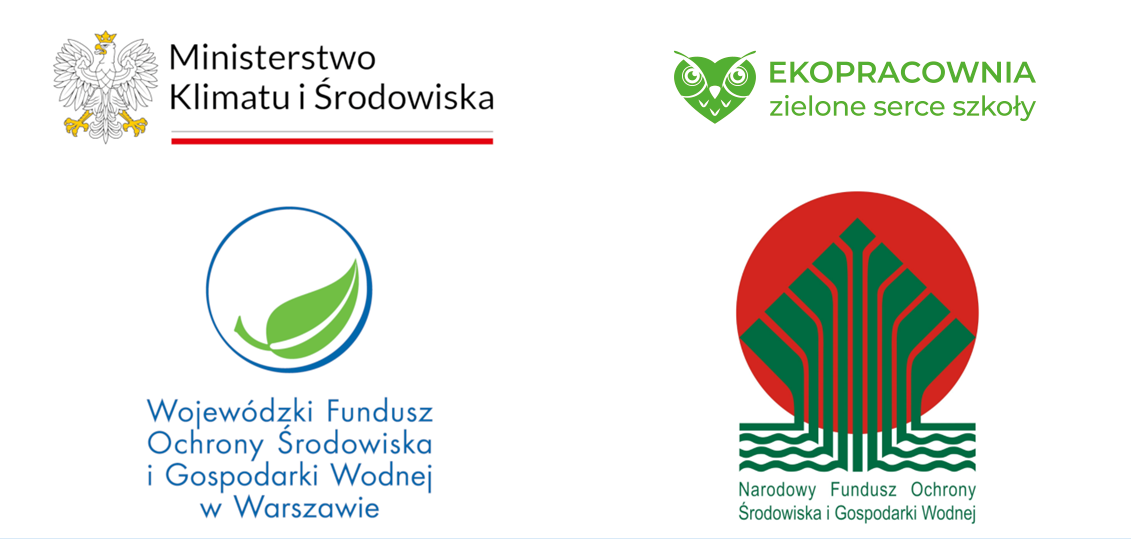 Ministerstwo
Klimatu i Środowiska
EKOPRACOWNIA
zielone serce szkoły
Wojewódzki Fundusz
Ochrony Środowiska
i Gospodarki Wodnej
w Warszawie
Narodowy Fundusz Ochrony
Środowiska i Gospodarki Wodnej